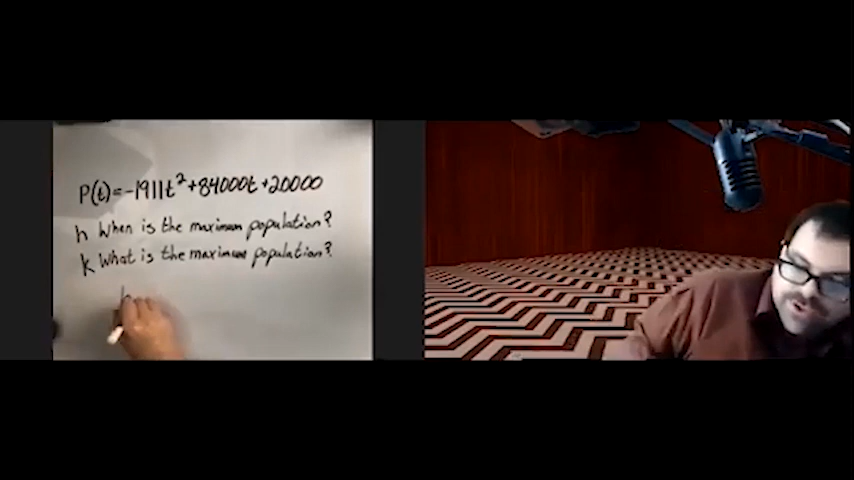 P(t)=-1911t²+84000t+20000
h When is the maximum population?
k What is the maximum population?